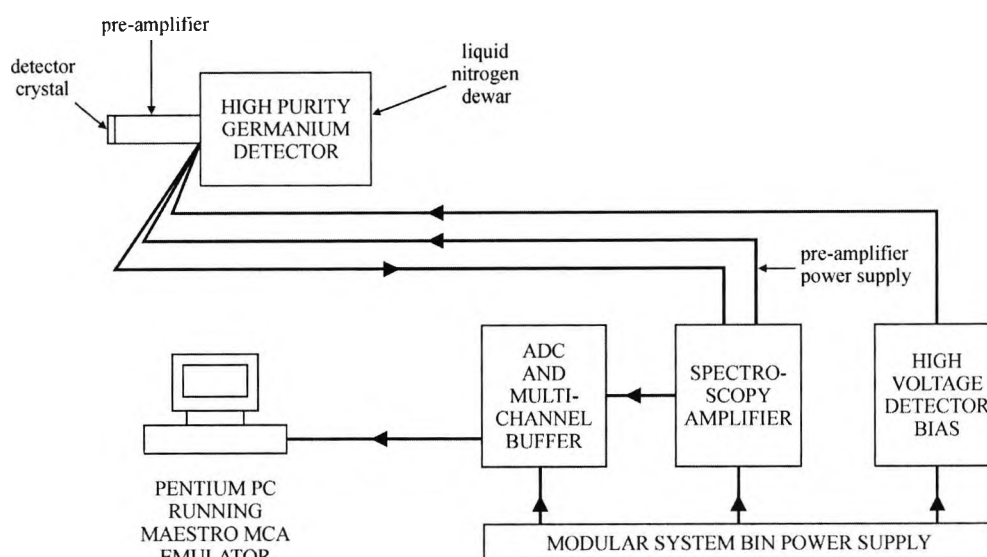 pre-amplifier
detector
crystal
liquid
nitrogen
dewar
HIGH PURITY
GERMANIUM
DETECTOR
pre-amplifier
power supply
ADC
AND
MULTI-
CHANNEL
BUFFER
SPECTRO-
SCOPY
AMPLIFIER
HIGH
VOLTAGE
DETECTOR
BIAS
PENTIUM PC
RUNNING
MAESTRO MCA
EMULATOR
MODULAR SYSTEM BIN POWER SUPPLY